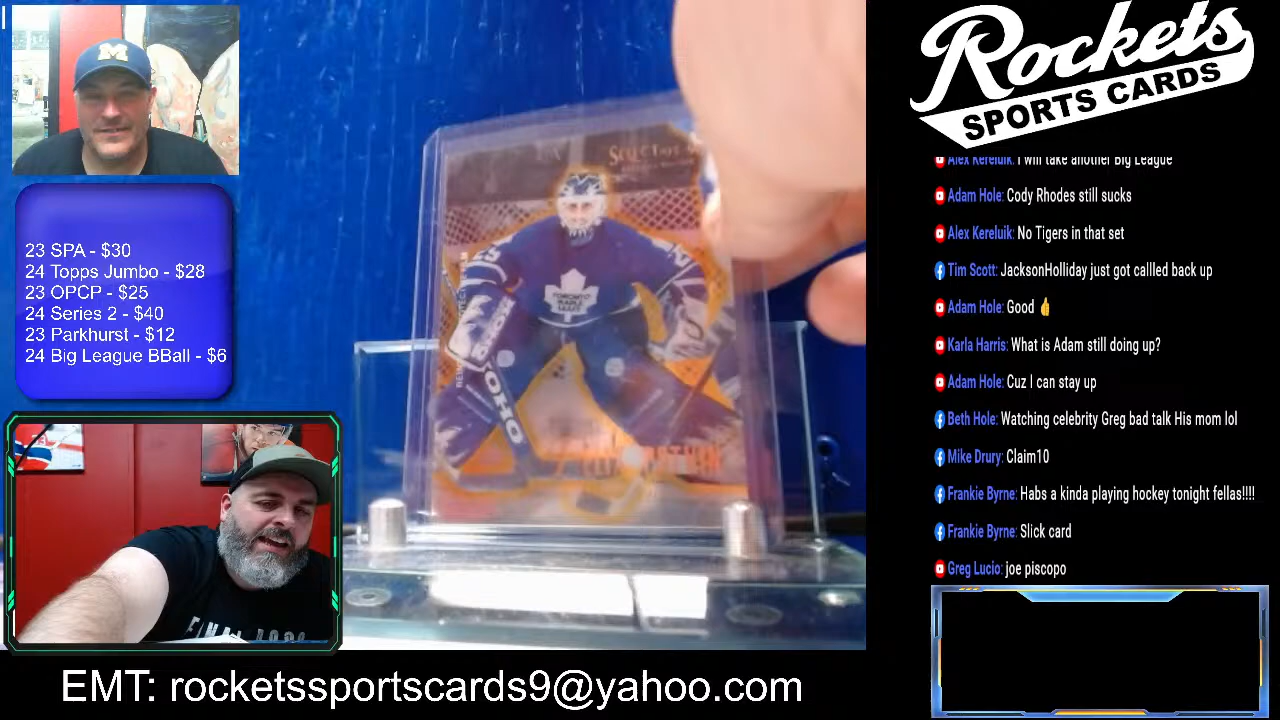 Rockets
SPORTS CARDS
23 SPA - $30
24 Topps Jumbo - $28
23 OPCP - $25
24 Series 2 - $40
23 Parkhurst - $12
24 Big League BBall - $6
Alex Kereluik: I will take another Big League
Adam Hole: Cody Rhodes still sucks
Alex Kereluik: No Tigers in that set
Tim Scott: JacksonHolliday just got callled back up
Adam Hole: Good 👍
Karla Harris: What is Adam still doing up?
Adam Hole: Cuz I can stay up
Beth Hole: Watching celebrity Greg bad talk His mom lol
Mike Drury: Claim10
Frankie Byrne: Habs a kinda playing hockey tonight fellas!!!!
Frankie Byrne: Slick card
Greg Lucio: joe piscopo
M
TORONTO
MAPLE
LEAFS
OHO
EMT: rocketssportscards9@yahoo.com